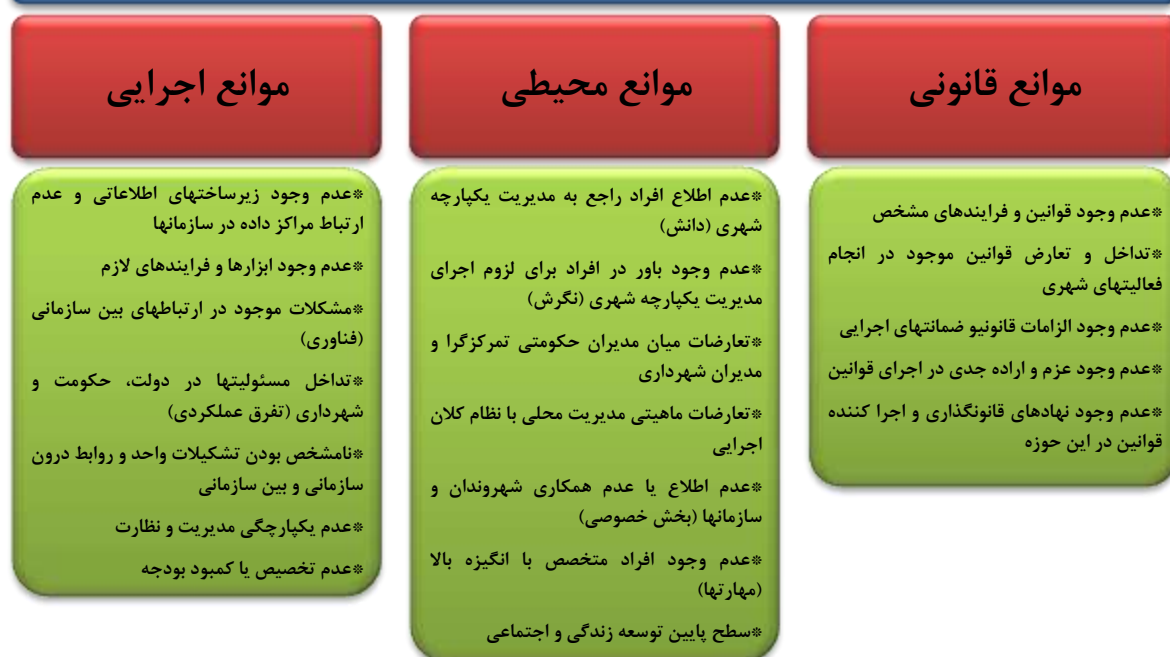 موانع قانونی
*عدم وجود قوانین و فرایندهای مشخص
*تداخل و تعارض قوانین موجود در انجام
فعالیتهای شهری
*عدم وجود الزامات قانونیو ضمانتهای اجرایی
*عدم وجود عزم و اراده جدی در اجرای قوانین
*عدم وجود نهادهای قانونگذاری و اجرا کننده
قوانین در این حوزه
موانع محیطی
*عدم اطلاع افراد راجع به مدیریت یکپارچه
شهری (دانش)
*عدم وجود باور در افراد برای لزوم اجرای
مدیریت یکپارچه شهری (نگرش)
*تعارضات میان مدیران حکومتی تمرکزگرا و
مدیران شهرداری
*تعارضات ماهیتی مدیریت محلی با نظام کلان
اجرایی
*عدم اطلاع یا عدم همکاری شهروندان و
سازمانها (بخش خصوصی)
*عدم وجود افراد متخصص با انگیزه بالا
(مهارتها)
*سطح پایین توسعه زندگی و اجتماعی
موانع اجرایی
*عدم وجود زیرساختهای اطلاعاتی و عدم
ارتباط مراکز داده در سازمانها
*عدم وجود ابزارها و فرایندهای لازم
*مشکلات موجود در ارتباطهای بین سازمانی
(فناوری)
*تداخل مسئولیتها در دولت، حکومت و
شهرداری (تفرق عملکردی)
*نامشخص بودن تشکیلات واحد و روابط درون
سازمانی و بین سازمانی
*عدم یکپارچگی مدیریت و نظارت
*عدم تخصیص یا کمبود بودجه